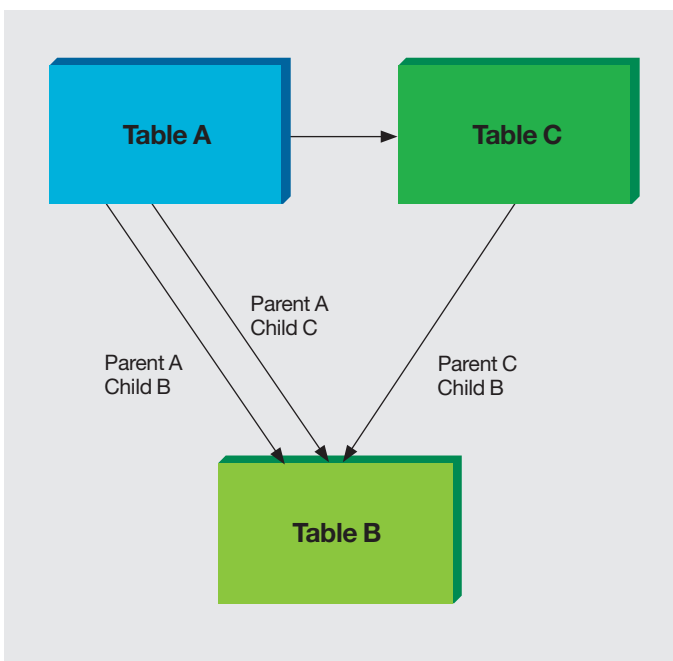 Table A
Table C
Parent A
Child C
Parent A
Child B
Parent C
Child B
Table B